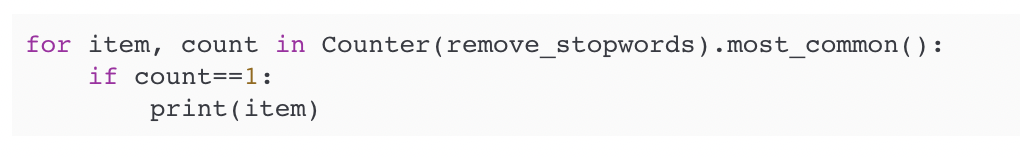 for item, count in Counter(remove_stopwords).most_common():
    if count==1:
        print(item)